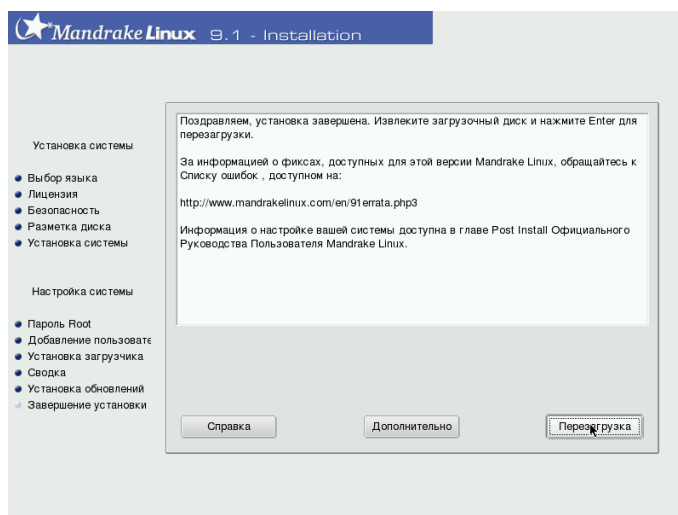 Mandrake Linux 9.1 - Installation
Установка системы
Выбор языка
Лицензия
Безопасность
Разметка диска
Установка системы
Настройка системы
Пароль Root
Добавление пользовате
Установка загрузчика
Сводка
Установка обновлений
Завершение установки
Поздравляем, установка завершена. Извлеките загрузочный диск и нажмите Enter для
перезагрузки.
За информацией о фиксах, доступных для этой версии Mandrake Linux, обращайтесь к
Списку ошибок , доступном на:
http://www.mandrakelinux.com/en/91errata.php3
Информация о настройке вашей системы доступна в главе Post Install Официального
Руководства Пользователя Mandrake Linux.
Справка
Дополнительно
Перезагрузка